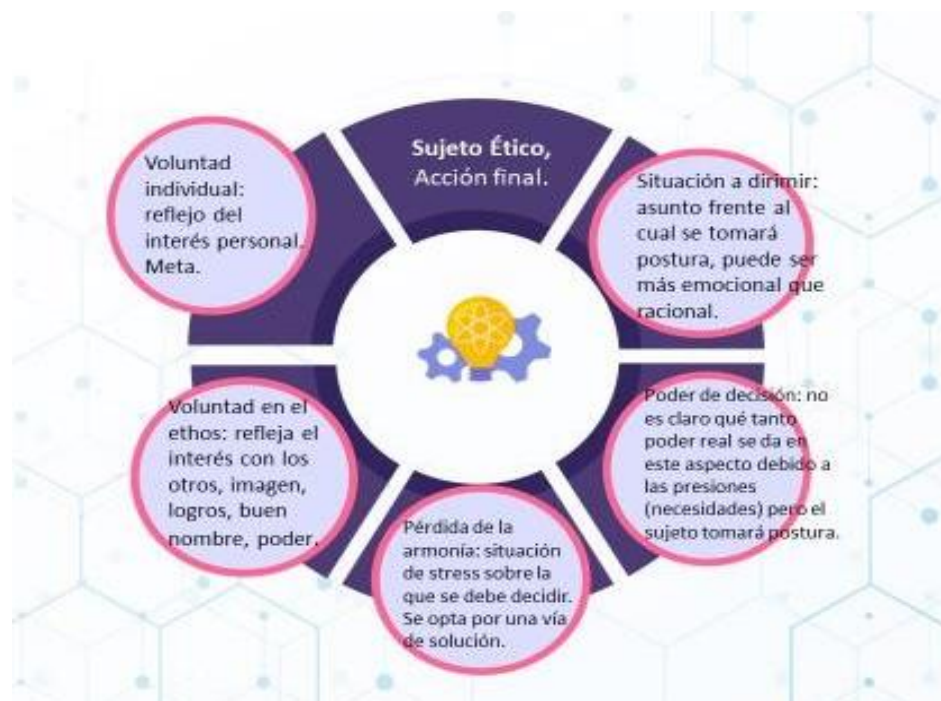 Sujeto Ético,
Acción final.
Situación a dirimir:
asunto frente al
cual se tomará
postura, puede ser
más emocional que
racional.
Poder de decisión: no
es claro qué tanto
poder real se da en
este aspecto debido a
las presiones
(necesidades) pero el
sujeto tomará postura.
Pérdida de la
armonía: situación
de stress sobre la
que se debe decidir.
Se opta por una vía
de solución.
Voluntad en el
ethos: refleja el
interés con los
otros, imagen,
logros, buen
nombre, poder.
Voluntad
individual:
reflejo del
interés personal.
Meta.